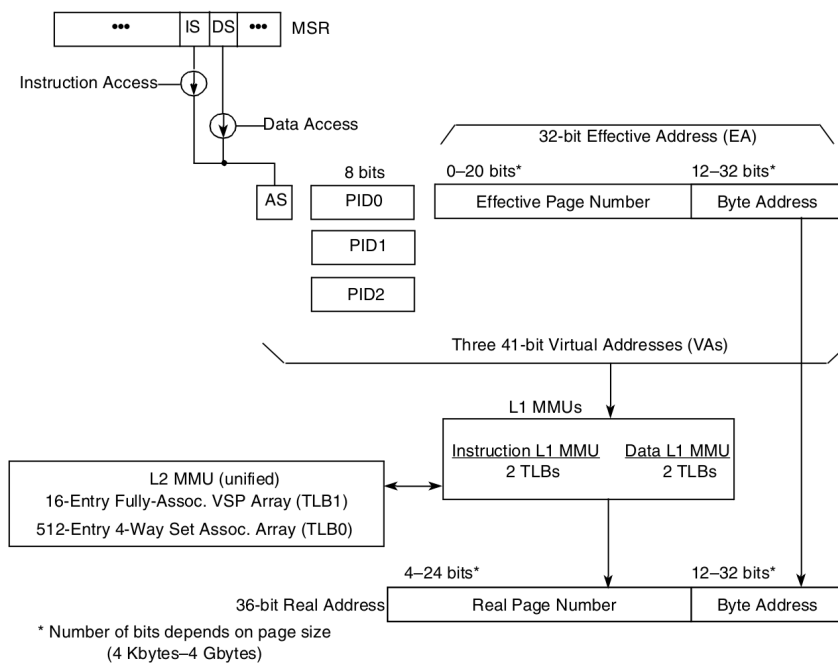 ••• IS DS ••• MSR
Instruction Access
Data Access
32-bit Effective Address (EA)
8 bits 0–20 bits* 12–32 bits*
AS PID0 Effective Page Number Byte Address
PID1
PID2
Three 41-bit Virtual Addresses (VAs)
L1 MMUs
Instruction L1 MMU Data L1 MMU
2 TLBs 2 TLBs
L2 MMU (unified)
16-Entry Fully-Assoc. VSP Array (TLB1)
512-Entry 4-Way Set Assoc. Array (TLB0)
4–24 bits* 12–32 bits*
36-bit Real Address Real Page Number Byte Address
* Number of bits depends on page size
(4 Kbytes–4 Gbytes)